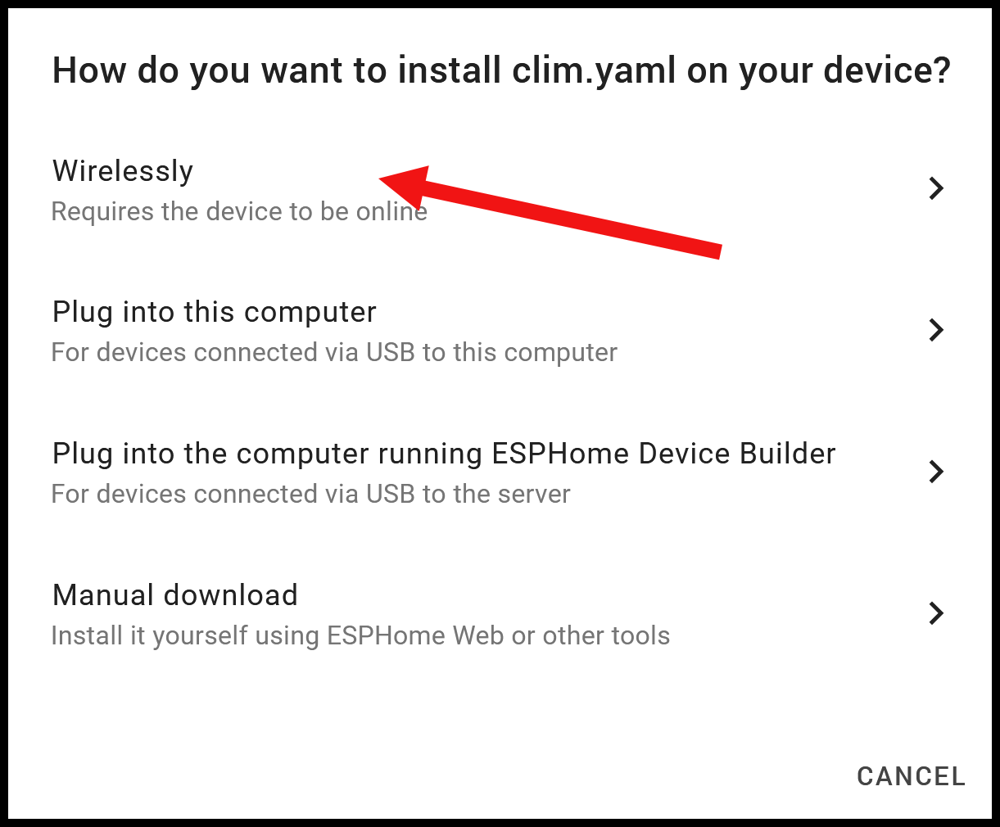 How do you want to install clim.yaml on your device?
Wirelessly
Requires the device to be online
Plug into this computer
For devices connected via USB to this computer
Plug into the computer running ESPHome Device Builder
For devices connected via USB to the server
Manual download
Install it yourself using ESPHome Web or other tools
CANCEL